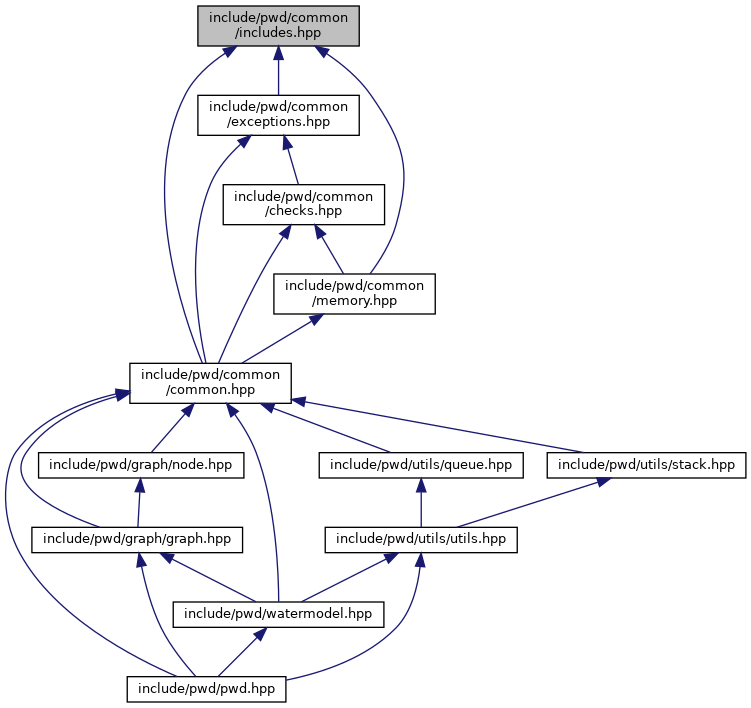 include/pwd/common
/includes.hpp
include/pwd/common
/exceptions.hpp
include/pwd/common
/checks.hpp
include/pwd/common
/memory.hpp
include/pwd/common
/common.hpp
include/pwd/graph/node.hpp
include/pwd/utils/queue.hpp
include/pwd/utils/stack.hpp
include/pwd/graph/graph.hpp
include/pwd/utils/utils.hpp
include/pwd/watermodel.hpp
include/pwd/pwd.hpp